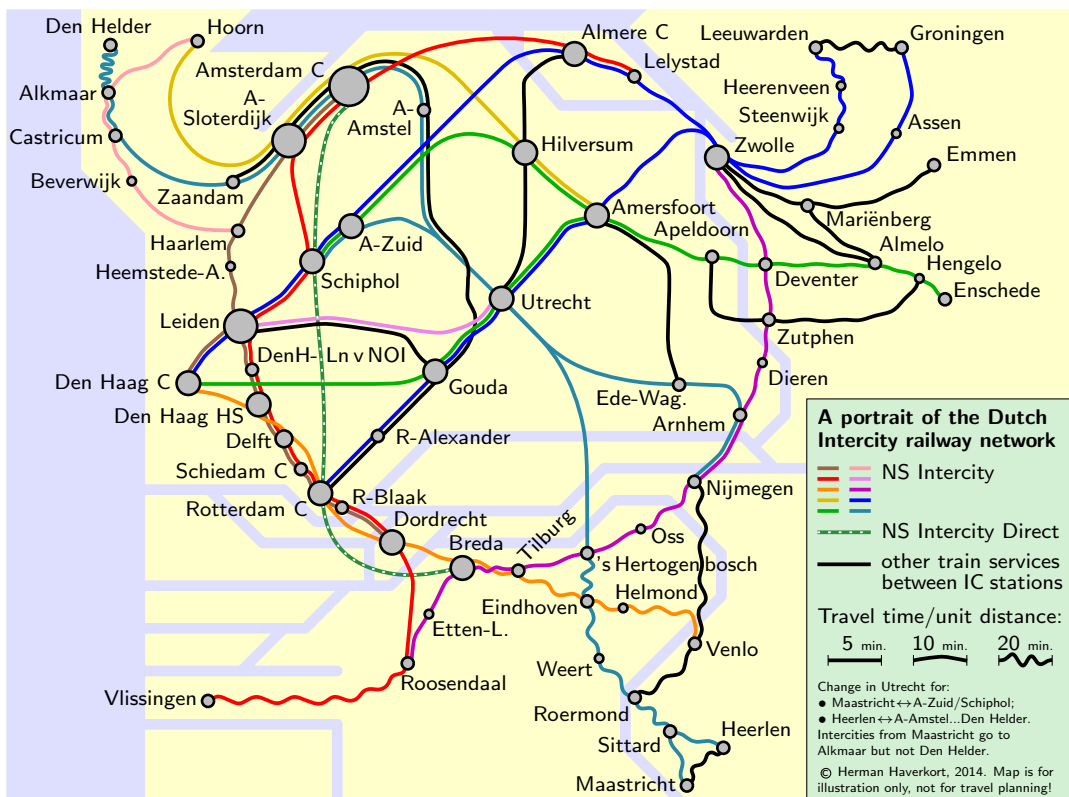 Den Helder
Hoorn
Amsterdam C
A-
Sloterdijk
Alkmaar
Castricum
Beverwijk
Zaandam
A-
Amstel
Almere C
Lelystad
Leeuwarden
Groningen
Heerenveen
Steenwijk
Assen
Emmen
Zwolle
Hilversum
Haarlem
Heemstede-A.
A-Zuid
Schiphol
Amersfoort
Apeldoorn
Mariënberg
Almelo
Hengelo
Enschede
Deventer
Utrecht
Leiden
DenH- Ln v NOI
Zutphen
Den Haag C
Gouda
Dieren
Ede-Wag.
Den Haag HS
Arnhem
Delft
R-Alexander
Schiedam C
Nijmegen
Rotterdam C
R-Blaak
Dordrecht
Breda
Tilburg
Oss
's Hertogenbosch
Eindhoven
Helmond
Etten-L.
Venlo
Weert
Roosendaal
Vlissingen
Roermond
Heerlen
Sittard
Maastricht
A portrait of the Dutch
Intercity railway network
NS Intercity
NS Intercity Direct
other train services
between IC stations
Travel time/unit distance:
5 min. 10 min. 20 min.
Change in Utrecht for:
• Maastricht↔A-Zuid/Schiphol;
• Heerlen↔A-Amstel...Den Helder.
Intercities from Maastricht go to
Alkmaar but not Den Helder.
© Herman Haverkort, 2014. Map is for
illustration only, not for travel planning!